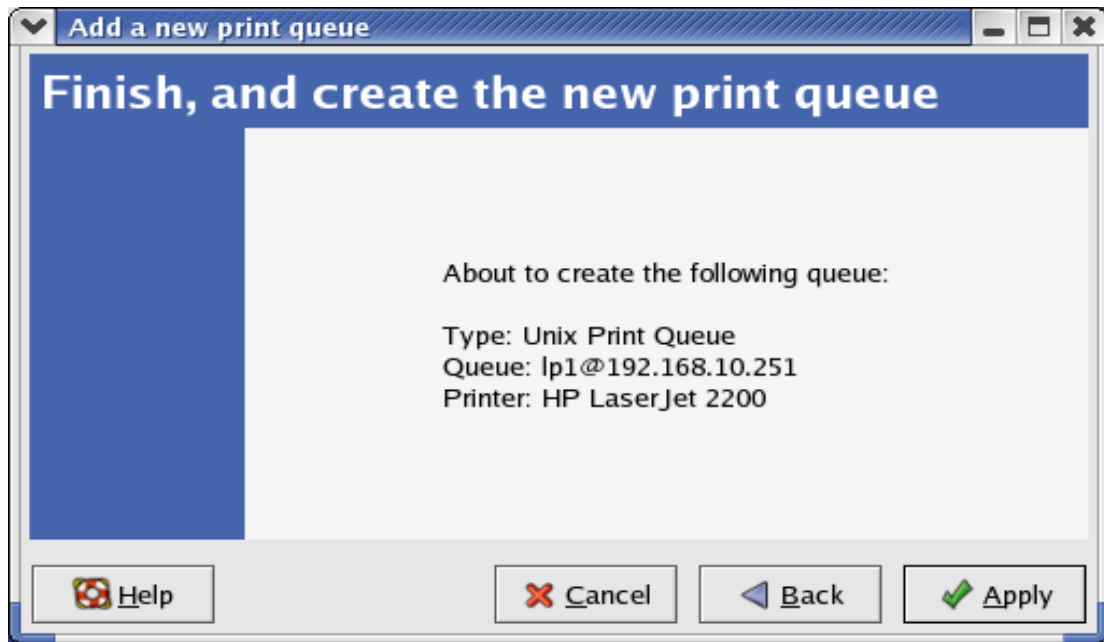 Add a new print queue
Finish, and create the new print queue
About to create the following queue:
Type: Unix Print Queue
Queue: lp1@192.168.10.251
Printer: HP LaserJet 2200
Help
Cancel
Back
Apply